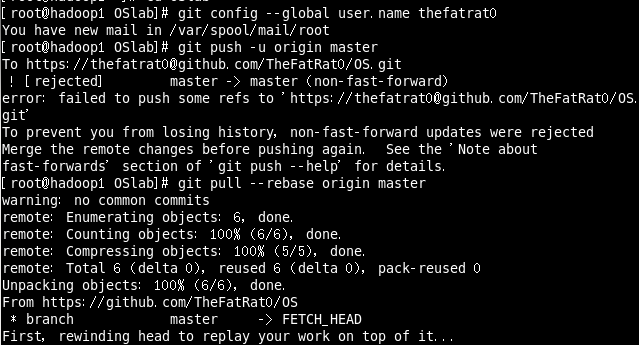 [root@hadoop1 OSlab]# git config --global user.name thefatrat0
You have new mail in /var/spool/mail/root
[root@hadoop1 OSlab]# git push -u origin master
To https://thefatrat0@github.com/TheFatRat0/OS.git
 ! [rejected]        master -> master (non-fast-forward)
error: failed to push some refs to 'https://thefatrat0@github.com/TheFatRat0/OS.
git'
To prevent you from losing history, non-fast-forward updates were rejected
Merge the remote changes before pushing again.  See the 'Note about
fast-forwards' section of 'git push --help' for details.
[root@hadoop1 OSlab]# git pull --rebase origin master
warning: no common commits
remote: Enumerating objects: 6, done.
remote: Counting objects: 100% (6/6), done.
remote: Compressing objects: 100% (5/5), done.
remote: Total 6 (delta 0), reused 6 (delta 0), pack-reused 0
Unpacking objects: 100% (6/6), done.
From https://github.com/TheFatRat0/OS
 * branch            master     -> FETCH_HEAD
First, rewinding head to replay your work on top of it...